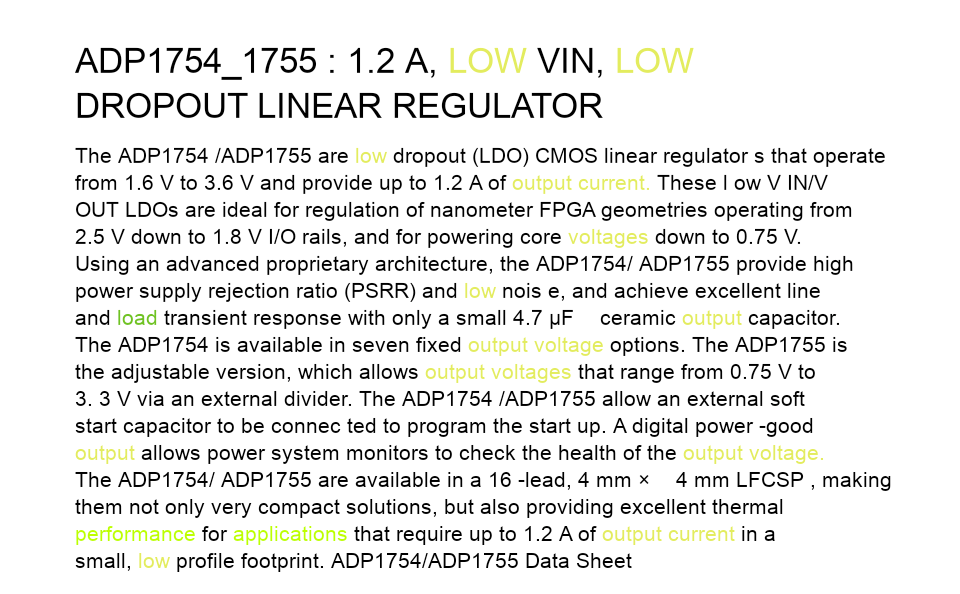 ADP1754_1755 : 1.2 A, LOW VIN, LOW
DROPOUT LINEAR REGULATOR
The ADP1754 /ADP1755 are low dropout (LDO) CMOS linear regulator s that operate
from 1.6 V to 3.6 V and provide up to 1.2 A of output current. These l ow V IN/V
OUT LDOs are ideal for regulation of nanometer FPGA geometries operating from
2.5 V down to 1.8 V I/O rails, and for powering core voltages down to 0.75 V.
Using an advanced proprietary architecture, the ADP1754/ ADP1755 provide high
power supply rejection ratio (PSRR) and low nois e, and achieve excellent line
and load transient response with only a small 4.7 µF ceramic output capacitor.
The ADP1754 is available in seven fixed output voltage options. The ADP1755 is
the adjustable version, which allows output voltages that range from 0.75 V to
3. 3 V via an external divider. The ADP1754 /ADP1755 allow an external soft
start capacitor to be connec ted to program the start up. A digital power -good
output allows power system monitors to check the health of the output voltage.
The ADP1754/ ADP1755 are available in a 16 -lead, 4 mm × 4 mm LFCSP , making
them not only very compact solutions, but also providing excellent thermal
performance for applications that require up to 1.2 A of output current in a
small, low profile footprint. ADP1754/ADP1755 Data Sheet